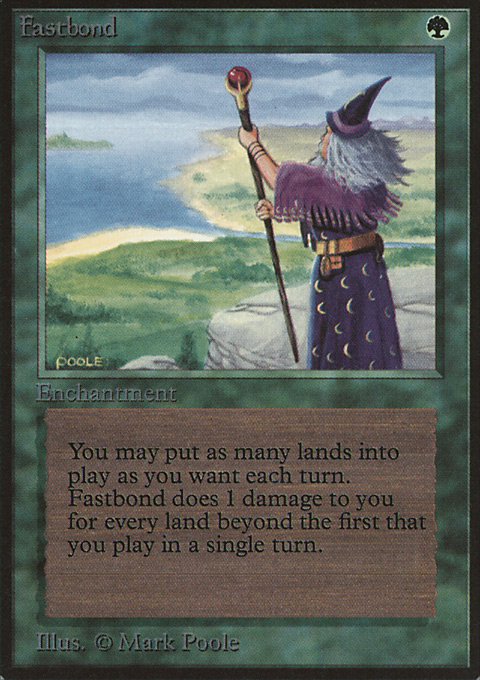 Fastbond
POOLE
Enchantment
You may put as many lands into
play as you want each turn.
Fastbond does 1 damage to you
for every land beyond the first that
you play in a single turn.
Illus. © Mark Poole